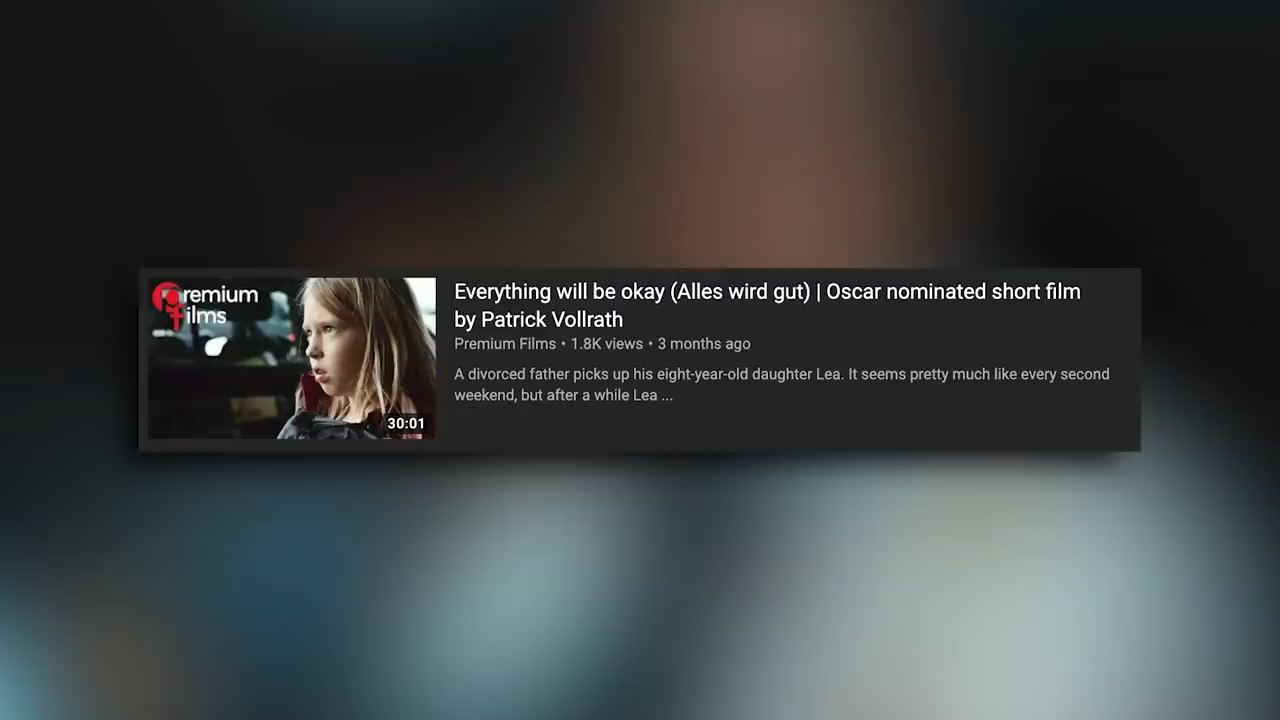 Premium
Films
30:01
Everything will be okay (Alles wird gut) | Oscar nominated short film
by Patrick Vollrath
Premium Films • 1.8K views • 3 months ago
A divorced father picks up his eight-year-old daughter Lea. It seems pretty much like every second
weekend, but after a while Lea ...